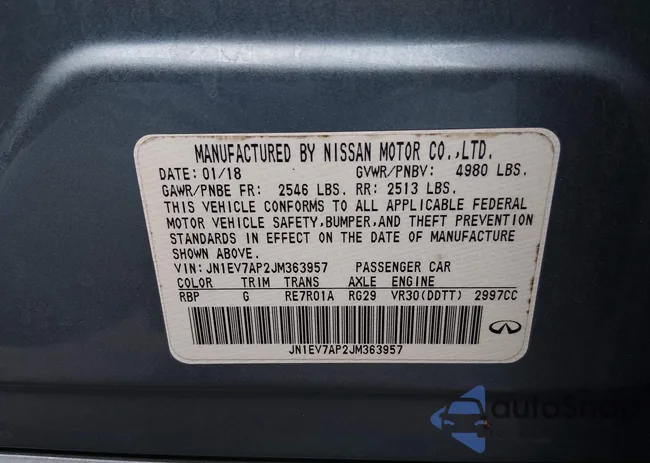 MANUFACTURED BY NISSAN MOTOR CO.,LTD.
DATE: 01/18 GVWR/PNBV: 4980 LBS.
GAWR/PNBE FR: 2546 LBS. RR: 2513 LBS.
THIS VEHICLE CONFORMS TO ALL APPLICABLE FEDERAL
MOTOR VEHICLE SAFETY,BUMPER,AND THEFT PREVENTION
STANDARDS IN EFFECT ON THE DATE OF MANUFACTURE
SHOWN ABOVE.
VIN: JN1EV7AP2JM363957 PASSENGER CAR
COLOR TRIM TRANS AXLE ENGINE
RBP G RE7R01A RG29 VR30(DDTT) 2997CC
JN1EV7AP2JM363957